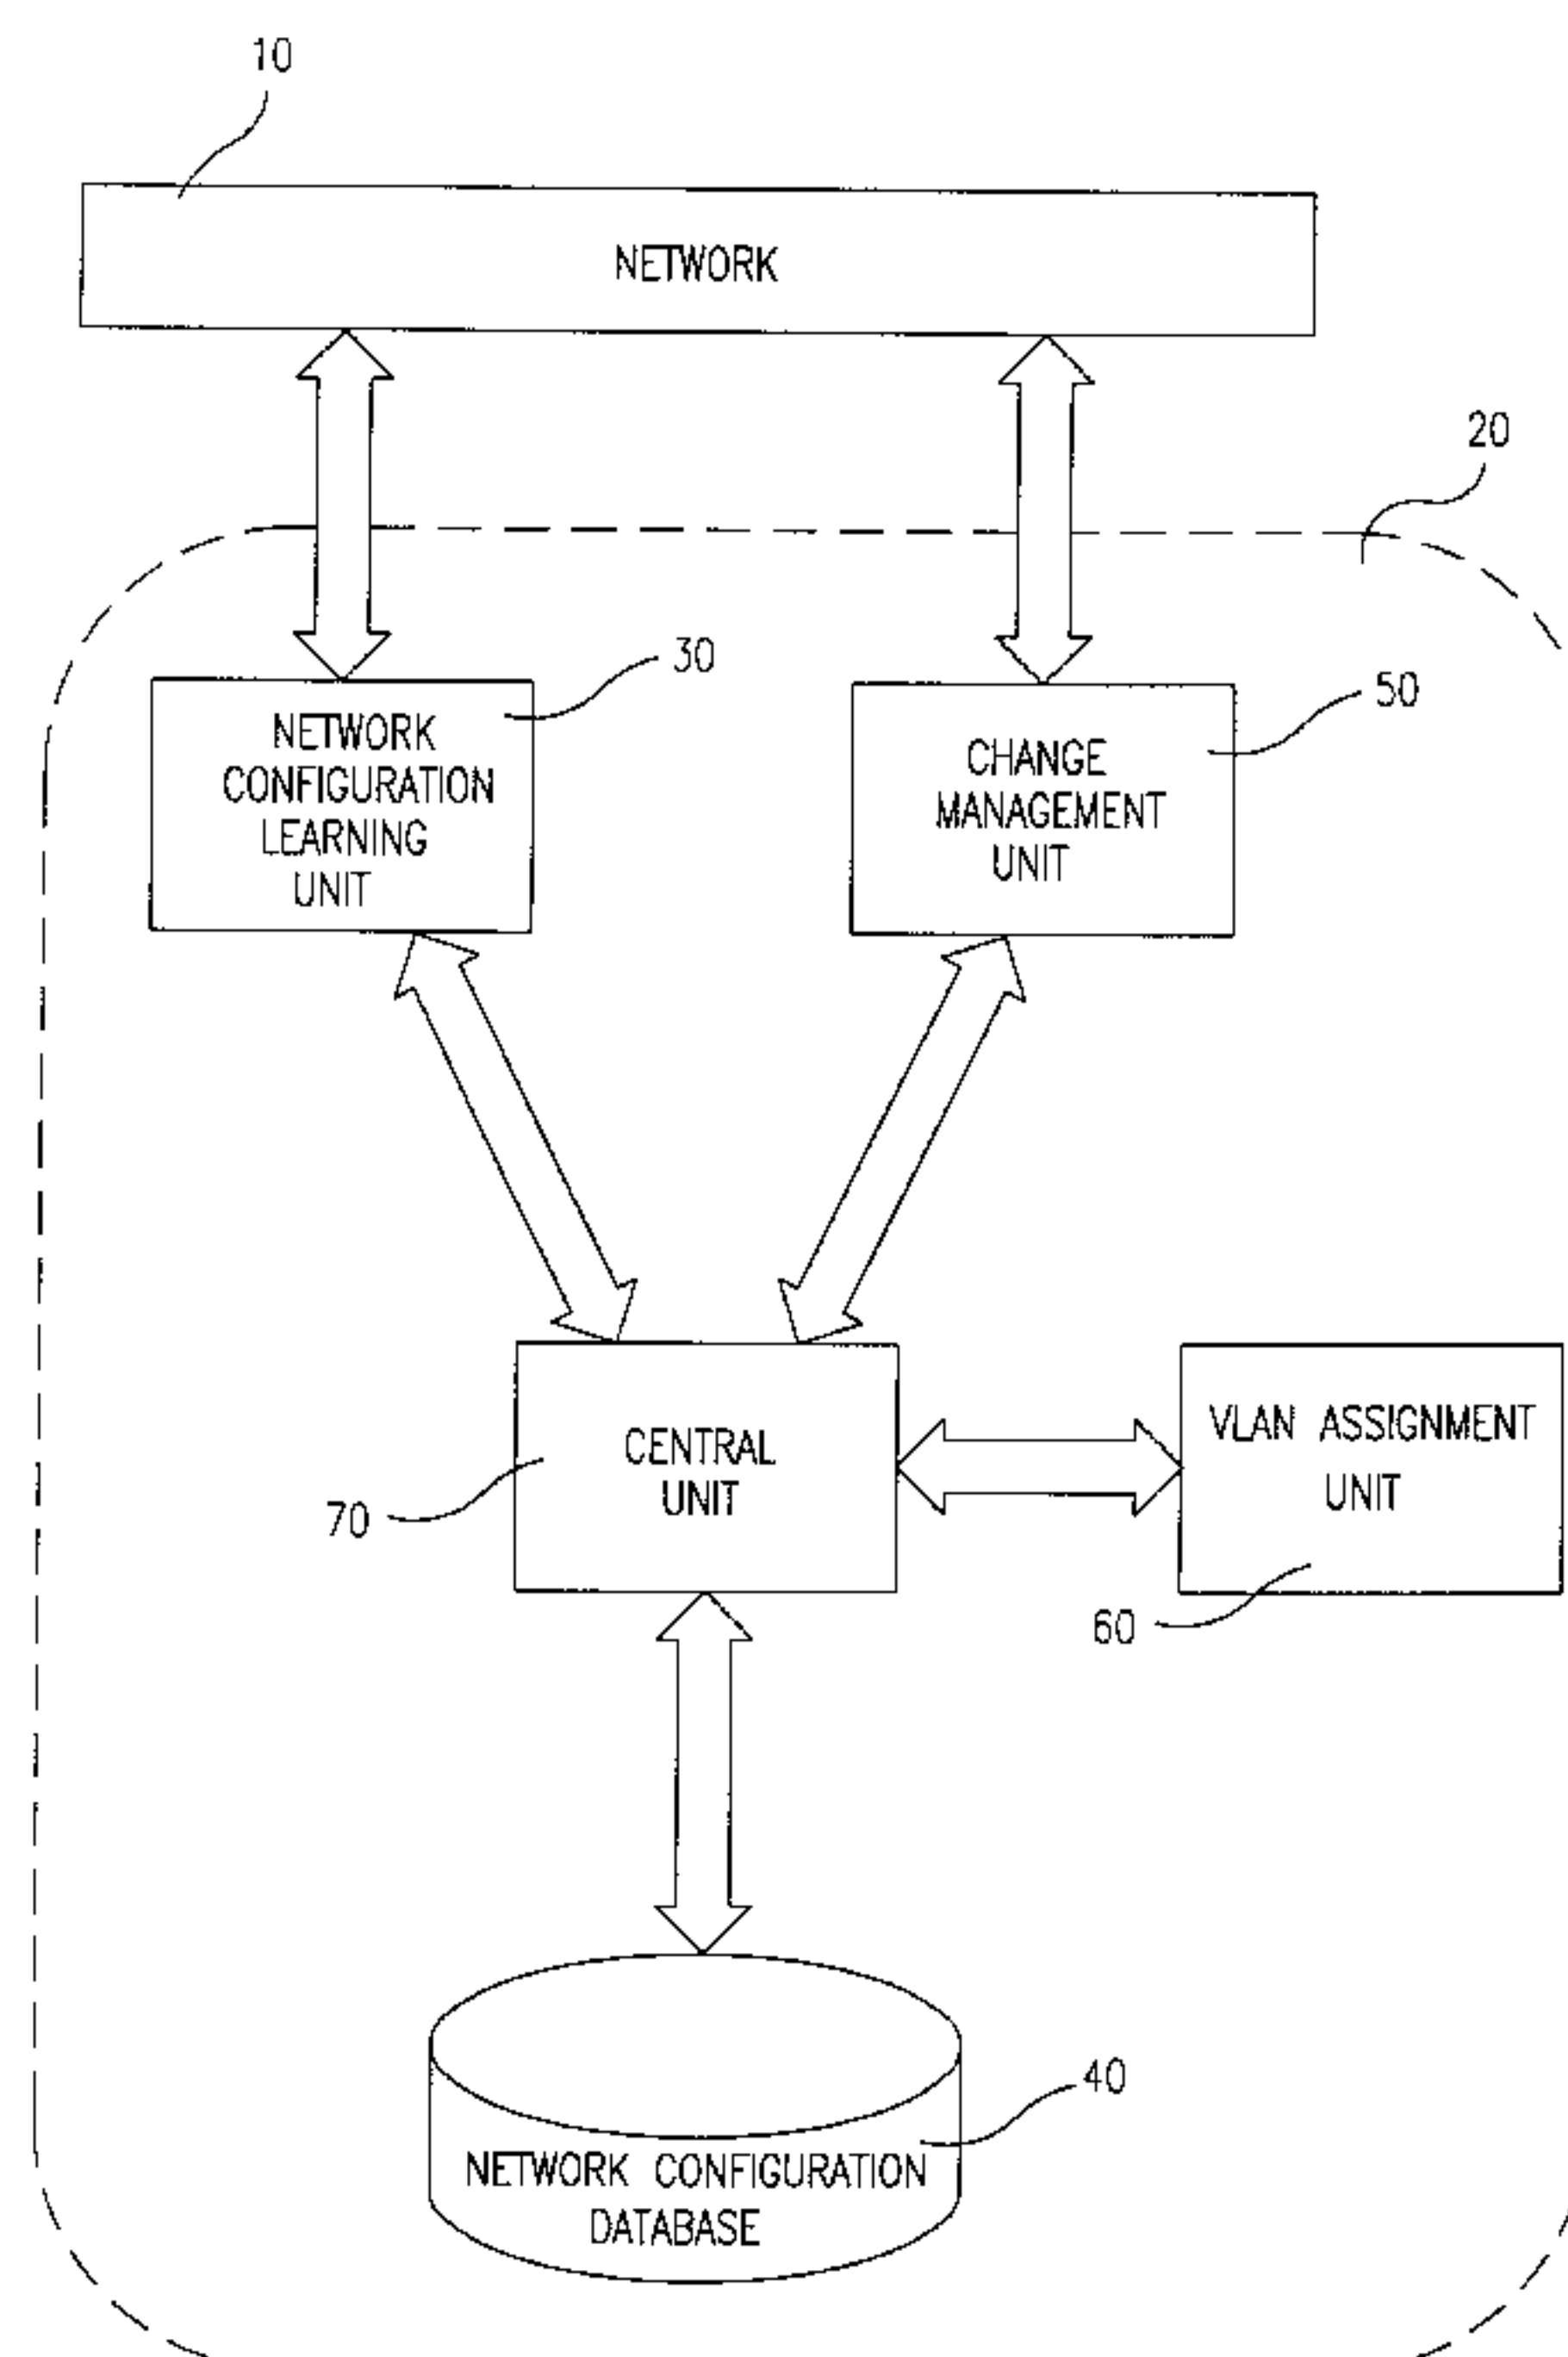 10
NETWORK
20
30
NETWORK
CONFIGURATION
LEARNING
UNIT
50
CHANGE
MANAGEMENT
UNIT
CENTRAL
UNIT
70
VLAN ASSIGNMENT
UNIT
60
40
NETWORK CONFIGURATION
DATABASE